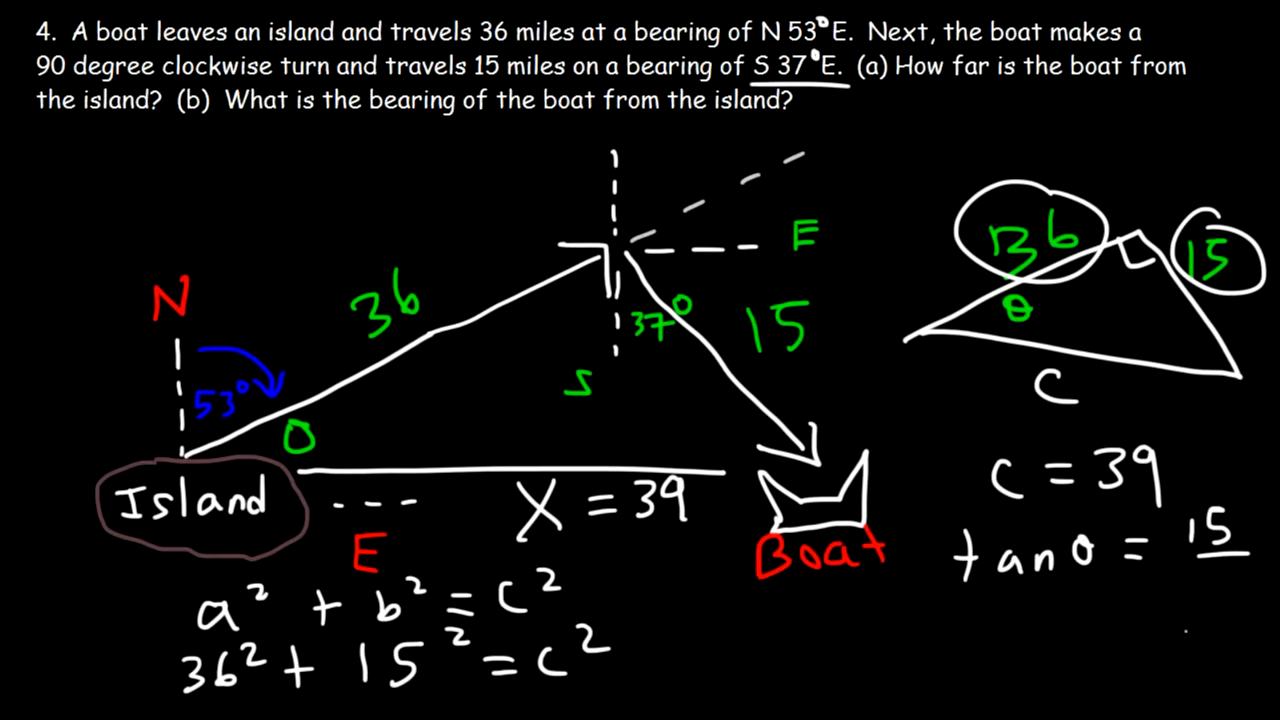 4. A boat leaves an island and travels 36 miles at a bearing of N 53°E. Next, the boat makes a
90 degree clockwise turn and travels 15 miles on a bearing of S 37°E. (a) How far is the boat from
the island? (b) What is the bearing of the boat from the island?
N
53°
36
θ
Island
E
X = 39
S
37°
15
E
Boat
36
15
θ
C
c = 39
tan θ = 15
a² + b² = c²
36² + 15² = c²